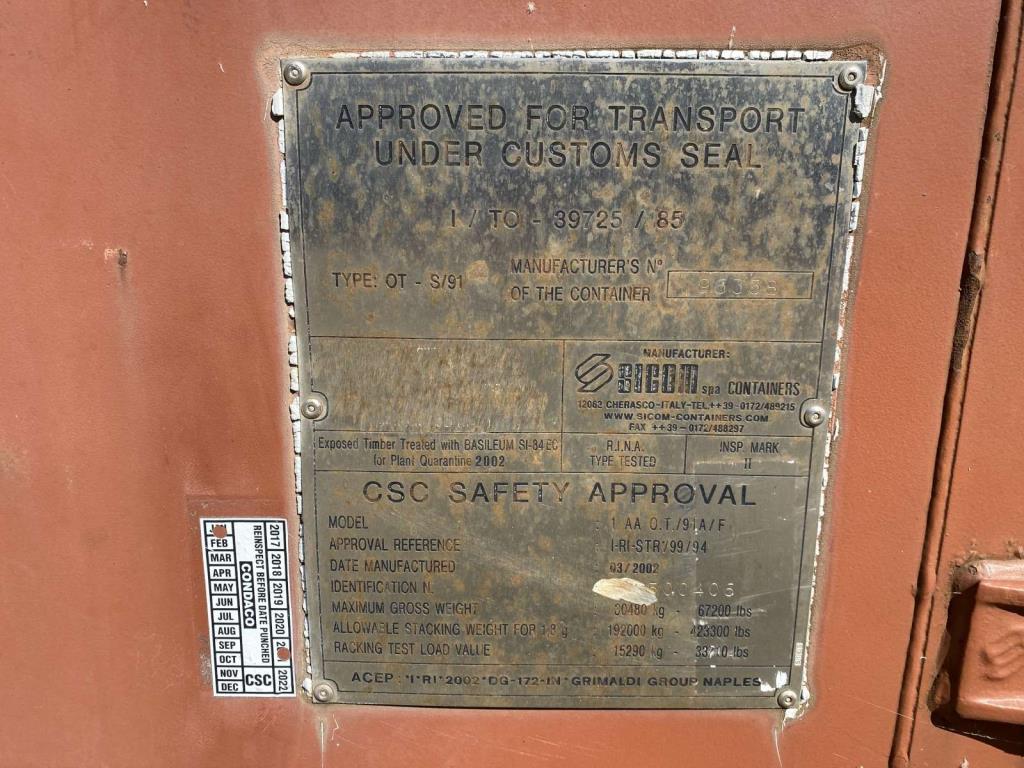 APPROVED FOR TRANSPORT
UNDER CUSTOMS SEAL
I / TO - 39725 / 85
TYPE: OT - S/91
MANUFACTURER'S N°
OF THE CONTAINER
MANUFACTURER:
SICOM spa CONTAINERS
12062 CHERASCO-ITALY-TEL.++39-0172/489215
WWW.SICOM-CONTAINERS.COM
FAX ++39-0172/488297
Exposed Timber Treated with BASILEUM SI-84 EC
for Plant Quarantine 2002
R.I.N.A.
TYPE TESTED
INSP. MARK
II
CSC SAFETY APPROVAL
MODEL : 1 AA O.T./91A/F
APPROVAL REFERENCE : I-RI-STR/99/94
DATE MANUFACTURED : 03/2002
IDENTIFICATION N.
MAXIMUM GROSS WEIGHT : 30480 kg - 67200 lbs
ALLOWABLE STACKING WEIGHT FOR 1.8 g : 192000 kg - 423300 lbs
RACKING TEST LOAD VALUE : 15290 kg - lbs
ACEP: *I*RI*2002*DG-172-IN*GRIMALDI GROUP NAPLES
FEB
MAR
APR
MAY
JUN
JUL
AUG
SEP
OCT
NOV
DEC
2017 2018 2019 2020 2022
REINSPECT BEFORE DATE PUNCHED
CONDACO
CSC